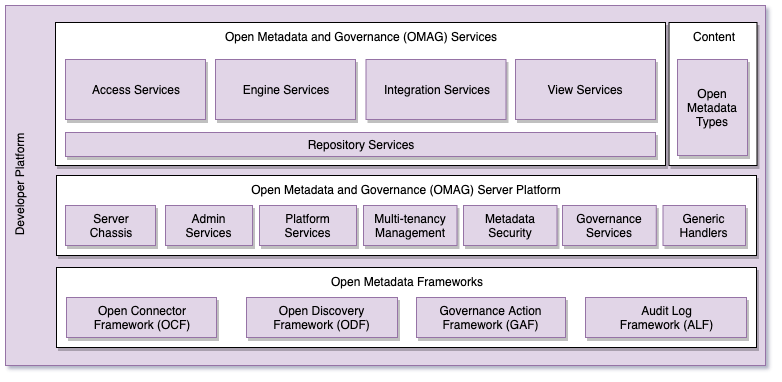 Developer Platform
Open Metadata and Governance (OMAG) Services
Access Services
Engine Services
Integration Services
View Services
Repository Services
Content
Open
Metadata
Types
Open Metadata and Governance (OMAG) Server Platform
Server
Chassis
Admin
Services
Platform
Services
Multi-tenancy
Management
Metadata
Security
Governance
Services
Generic
Handlers
Open Metadata Frameworks
Open Connector
Framework (OCF)
Open Discovery
Framework (ODF)
Governance Action
Framework (GAF)
Audit Log
Framework (ALF)